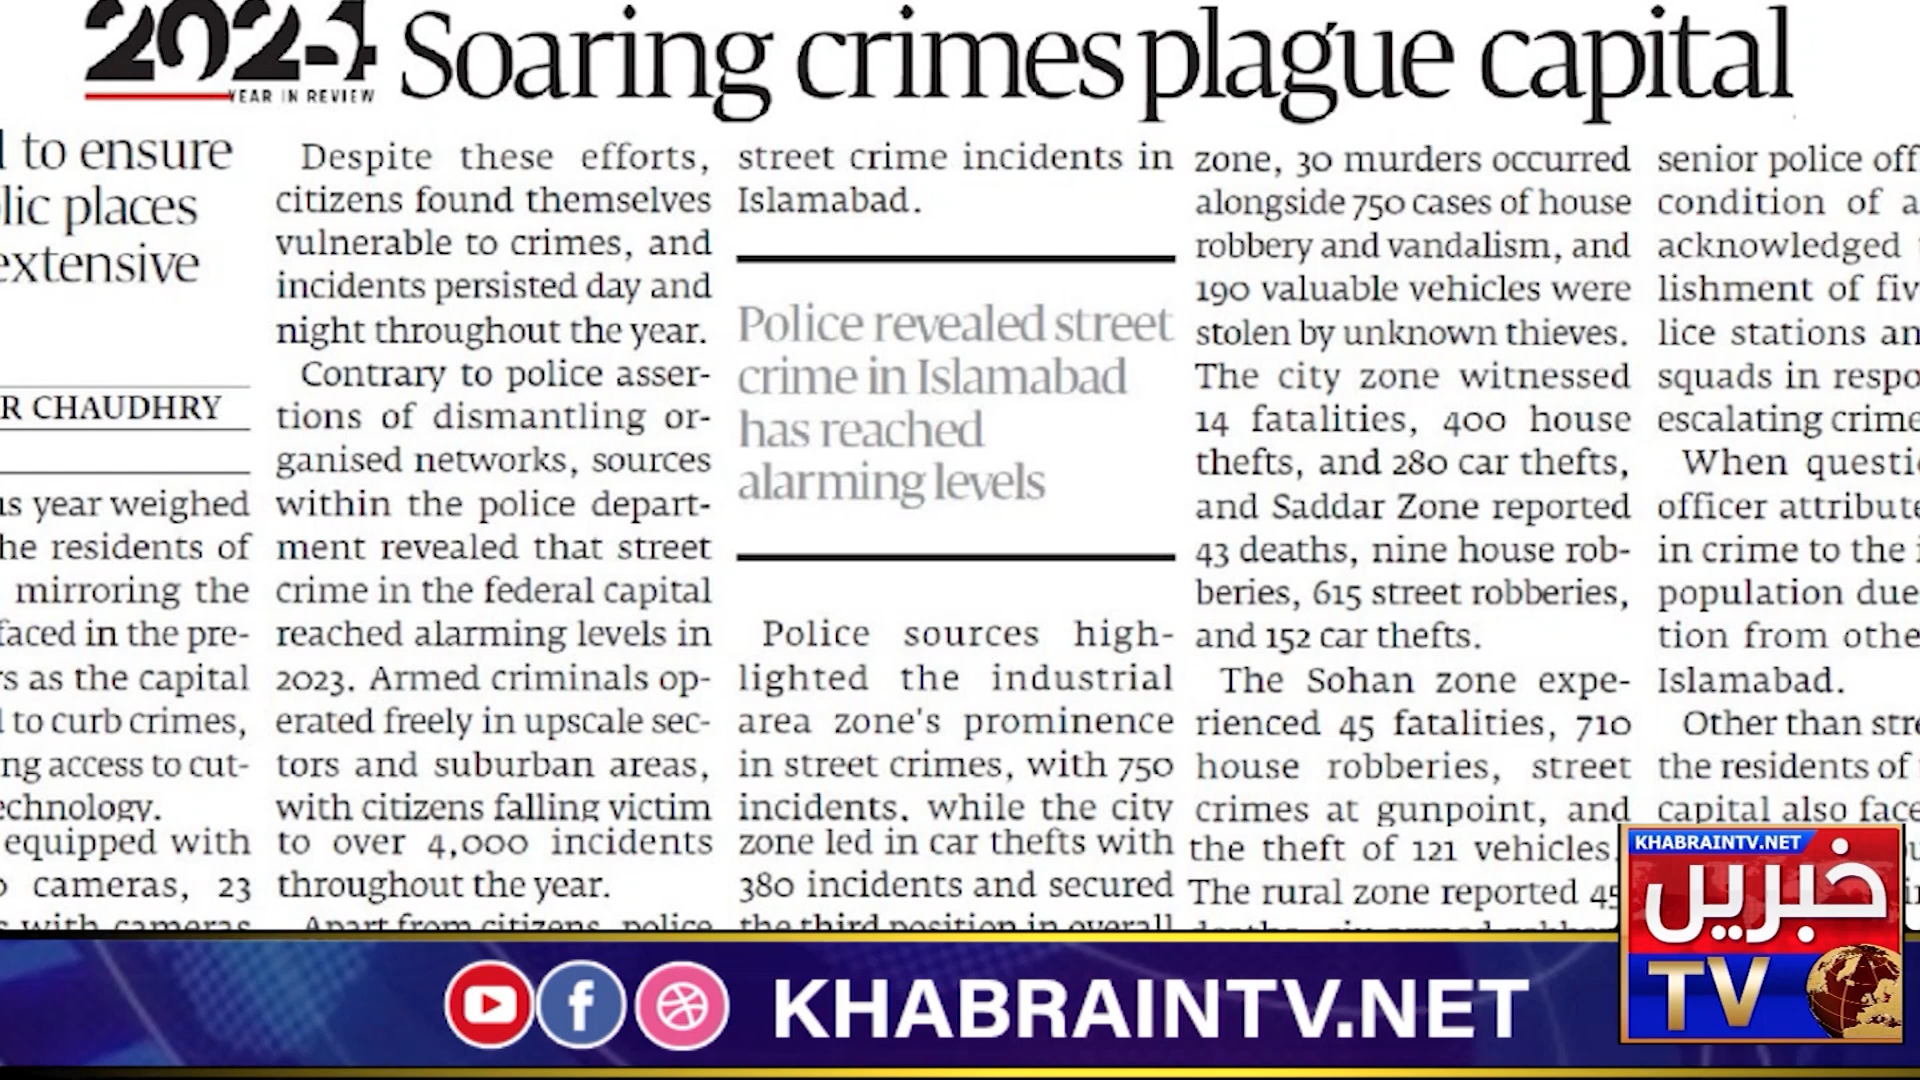 2024
YEAR IN REVIEW
Soaring crimes plague capital
to ensure
places
extensive
R CHAUDHRY
year weighed
residents of
mirroring the
faced in the pre-
as the capital
to curb crimes,
access to cut-
equipped with
cameras, 23
with cameras
Despite these efforts,
citizens found themselves
vulnerable to crimes, and
incidents persisted day and
night throughout the year.
Contrary to police asser-
tions of dismantling or-
ganised networks, sources
within the police depart-
ment revealed that street
crime in the federal capital
reached alarming levels in
2023. Armed criminals op-
erated freely in upscale sec-
tors and suburban areas,
with citizens falling victim
to over 4,000 incidents
throughout the year.
Apart from citizens, police
street crime incidents in
Islamabad.
Police revealed street
crime in Islamabad
has reached
alarming levels
Police sources high-
lighted the industrial
area zone's prominence
in street crimes, with 750
incidents, while the city
zone led in car thefts with
380 incidents and secured
the third position in overall
zone, 30 murders occurred
alongside 750 cases of house
robbery and vandalism, and
190 valuable vehicles were
stolen by unknown thieves.
The city zone witnessed
14 fatalities, 400 house
thefts, and 280 car thefts,
and Saddar Zone reported
43 deaths, nine house rob-
beries, 615 street robberies,
and 152 car thefts.
The Sohan zone expe-
rienced 45 fatalities, 710
house robberies, street
crimes at gunpoint, and
the theft of 121 vehicles.
The rural zone reported 45
senior police off
condition of a
acknowledged
lishment of fiv
lice stations an
squads in respo
escalating crime
When questi
officer attribute
in crime to the
population due
tion from othe
Islamabad.
Other than stre
the residents of
capital also face
KHABRAINTV.NET
KHABRAINTV.NET
خبریں
TV